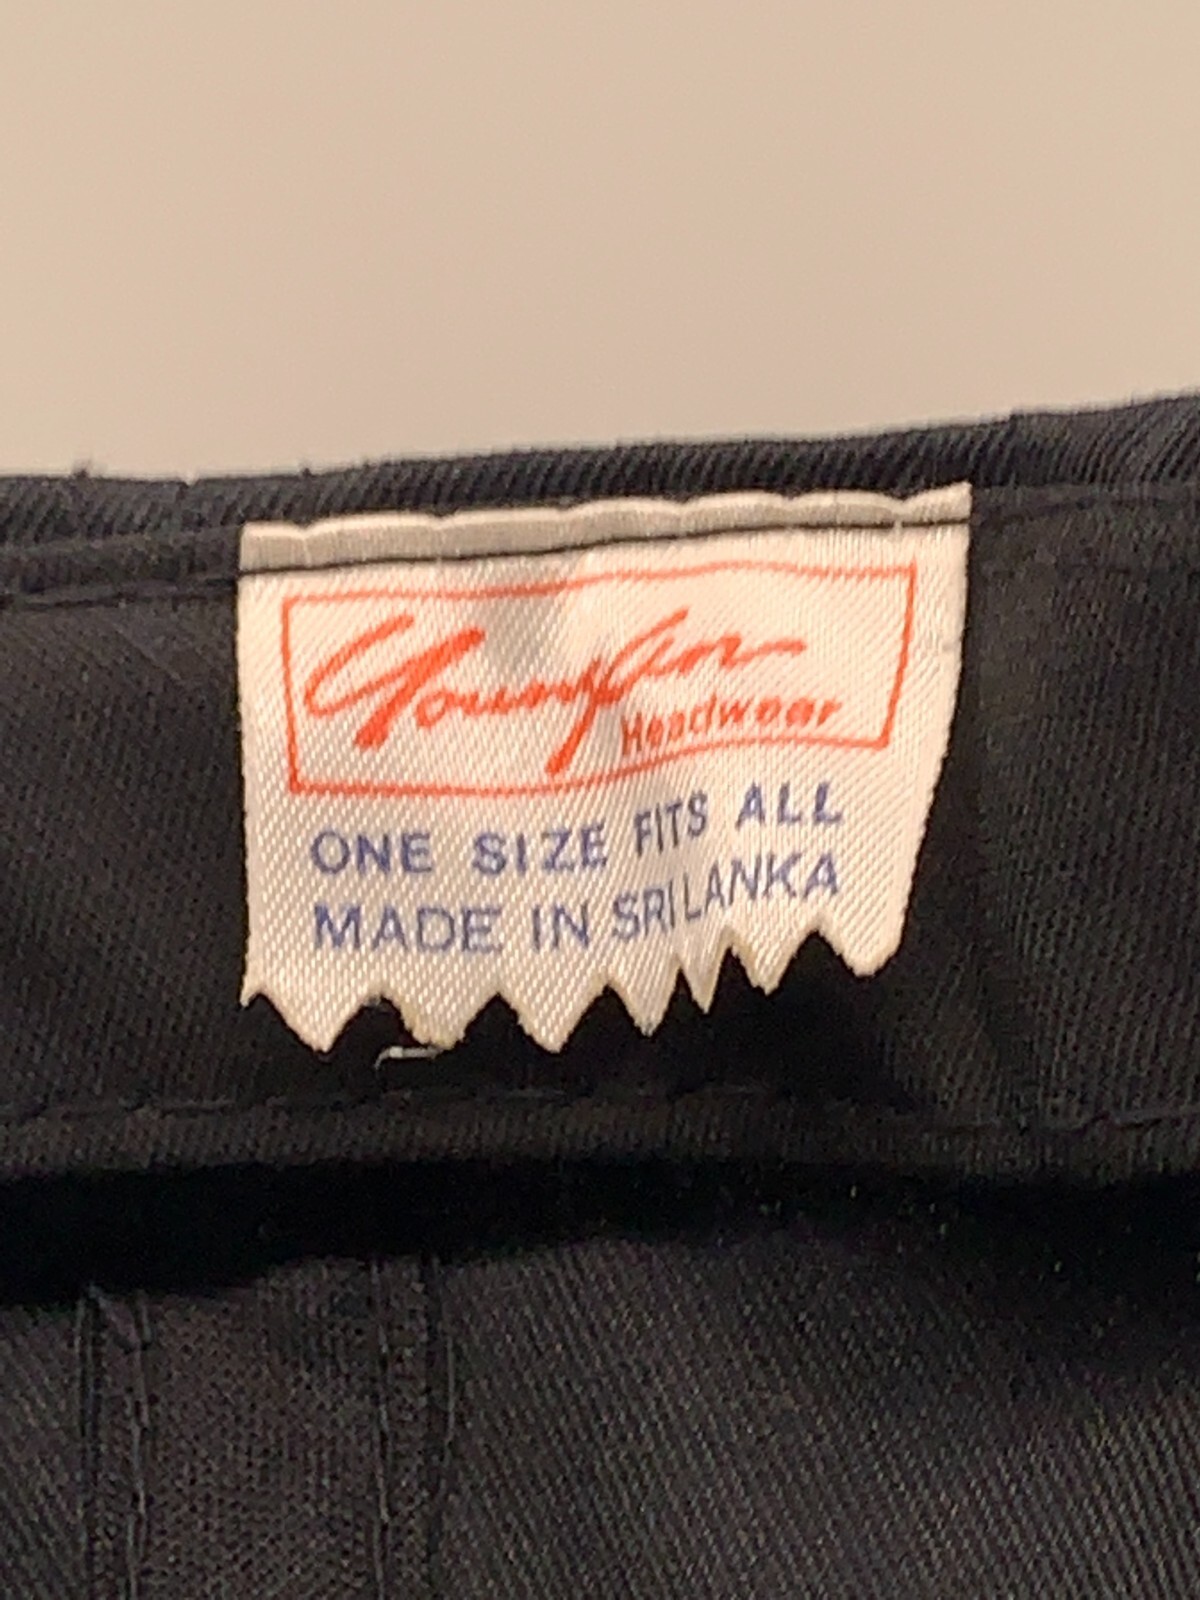 YoungAn
Headwear
ONE SIZE FITS ALL
MADE IN SRI LANKA